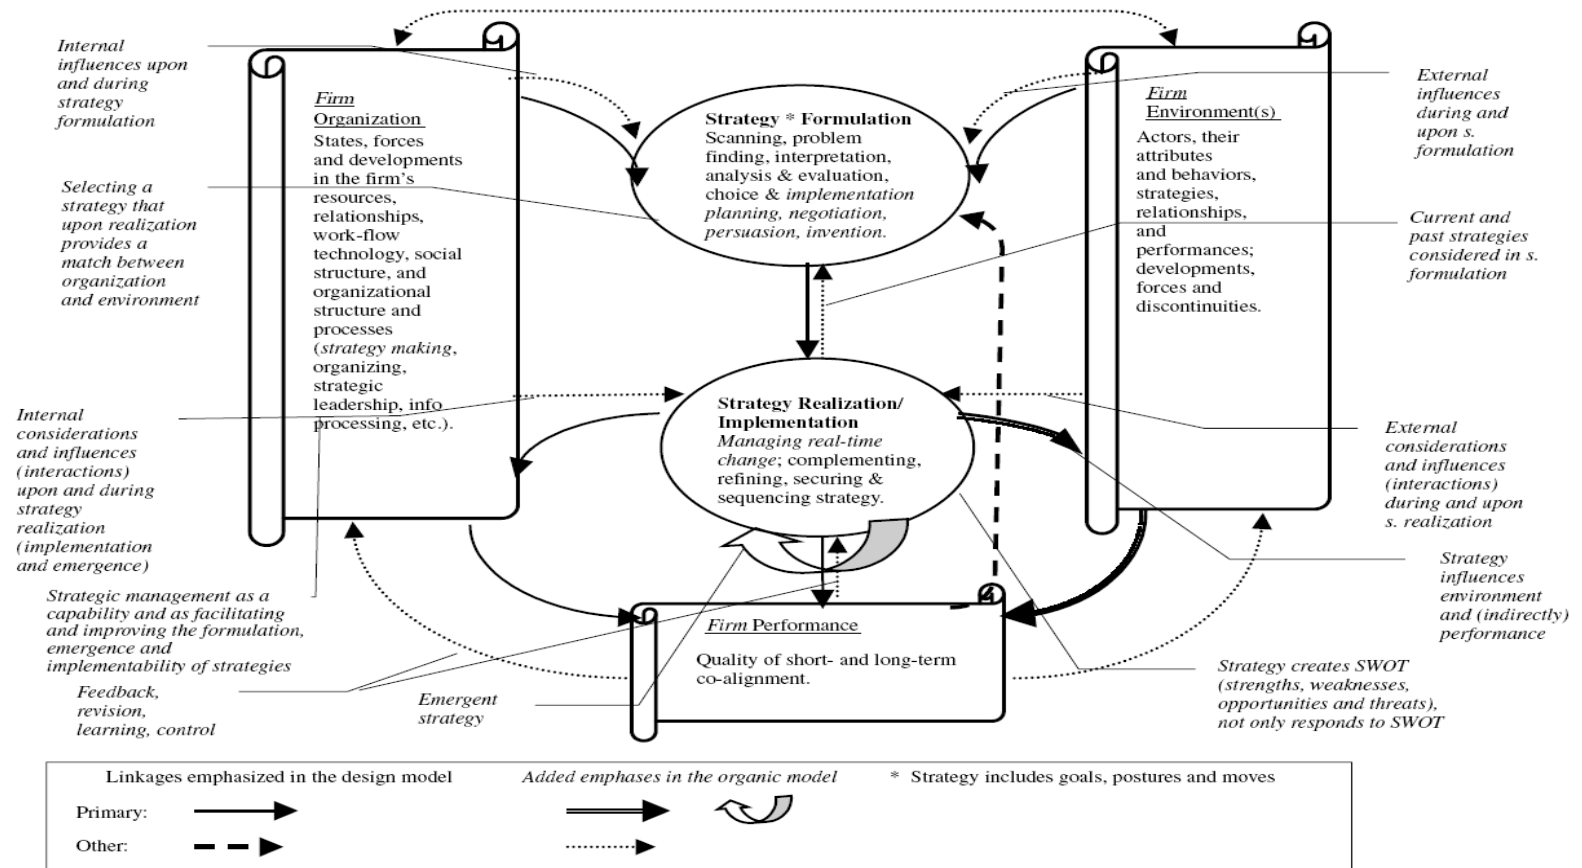 Internal
influences upon
and during
strategy
formulation
Selecting a
strategy that
upon realization
provides a
match between
organization
and environment
Internal
considerations
and influences
(interactions)
upon and during
strategy
realization
(implementation
and emergence)
Strategic management as a
capability and as facilitating
and improving the formulation,
emergence and
implementability of strategies
Feedback,
revision,
learning, control
Firm
Organization
States, forces
and developments
in the firm's
resources,
relationships,
work-flow
technology, social
structure, and
organizational
structure and
processes
(strategy making,
organizing,
strategic
leadership, info
processing, etc.).
Strategy * Formulation
Scanning, problem
finding, interpretation,
analysis & evaluation,
choice & implementation
planning, negotiation,
persuasion, invention.
Strategy Realization/
Implementation
Managing real-time
change; complementing,
refining, securing &
sequencing strategy.
Firm Performance
Quality of short- and long-term
co-alignment.
Emergent
strategy
Firm
Environment(s)
Actors, their
attributes
and behaviors,
strategies,
relationships,
and
performances;
developments,
forces and
discontinuities.
External
influences
during and
upon s.
formulation
Current and
past strategies
considered in s.
formulation
External
considerations
and influences
(interactions)
during and upon
s. realization
Strategy
influences
environment
and (indirectly)
performance
Strategy creates SWOT
(strengths, weaknesses,
opportunities and threats),
not only responds to SWOT
Linkages emphasized in the design model
Added emphases in the organic model
* Strategy includes goals, postures and moves
Primary:
Other: